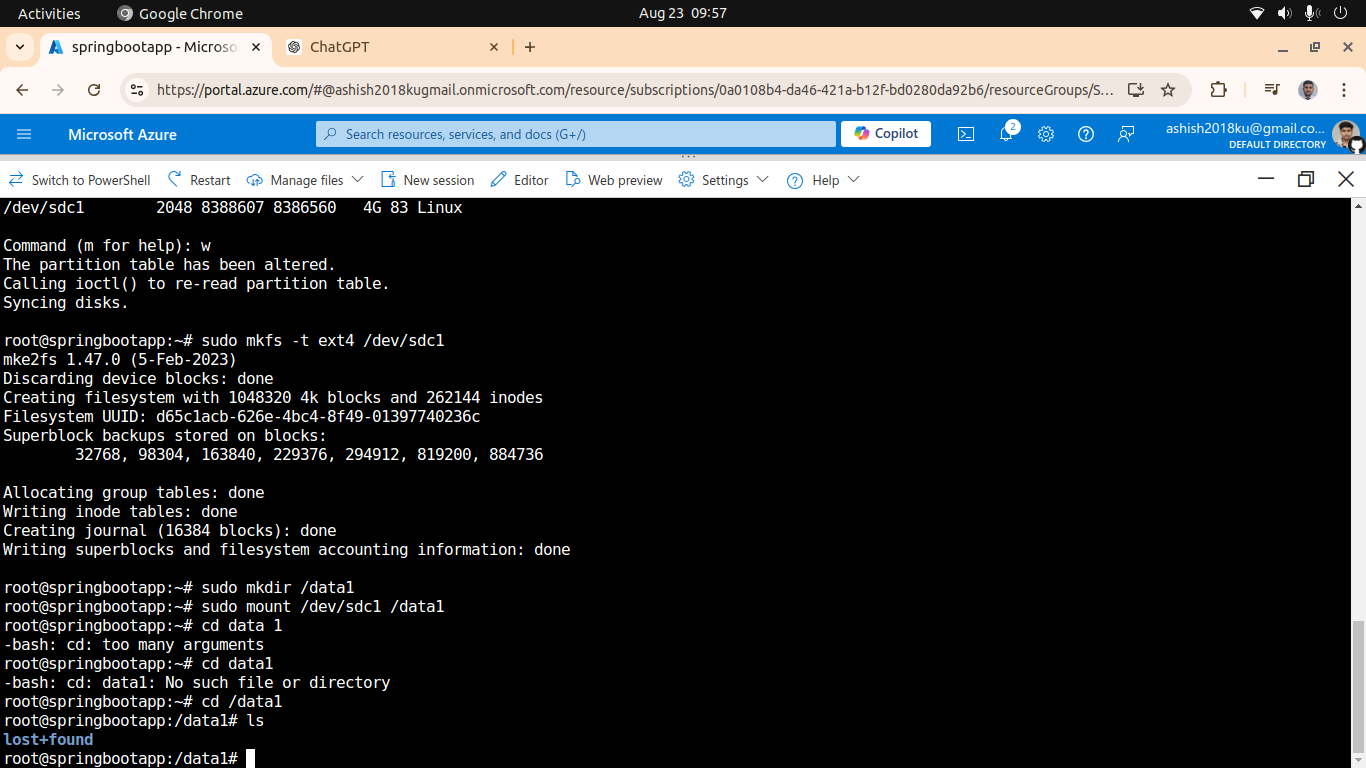 Activities Google Chrome Aug 23 09:57
springbootapp - Microso ChatGPT
https://portal.azure.com/#@ashish2018kugmail.onmicrosoft.com/resource/subscriptions/0a0108b4-da46-421a-b12f-bd0280da92b6/resourceGroups/S...
Microsoft Azure Search resources, services, and docs (G+/) Copilot 2 ashish2018ku@gmail.co...
DEFAULT DIRECTORY
Switch to PowerShell Restart Manage files New session Editor Web preview Settings Help
/dev/sdc1        2048 8388607 8386560   4G 83 Linux
Command (m for help): w
The partition table has been altered.
Calling ioctl() to re-read partition table.
Syncing disks.
root@springbootapp:~# sudo mkfs -t ext4 /dev/sdc1
mke2fs 1.47.0 (5-Feb-2023)
Discarding device blocks: done
Creating filesystem with 1048320 4k blocks and 262144 inodes
Filesystem UUID: d65c1acb-626e-4bc4-8f49-01397740236c
Superblock backups stored on blocks:
        32768, 98304, 163840, 229376, 294912, 819200, 884736
Allocating group tables: done
Writing inode tables: done
Creating journal (16384 blocks): done
Writing superblocks and filesystem accounting information: done
root@springbootapp:~# sudo mkdir /data1
root@springbootapp:~# sudo mount /dev/sdc1 /data1
root@springbootapp:~# cd data 1
-bash: cd: too many arguments
root@springbootapp:~# cd data1
-bash: cd: data1: No such file or directory
root@springbootapp:~# cd /data1
root@springbootapp:/data1# ls
lost+found
root@springbootapp:/data1#